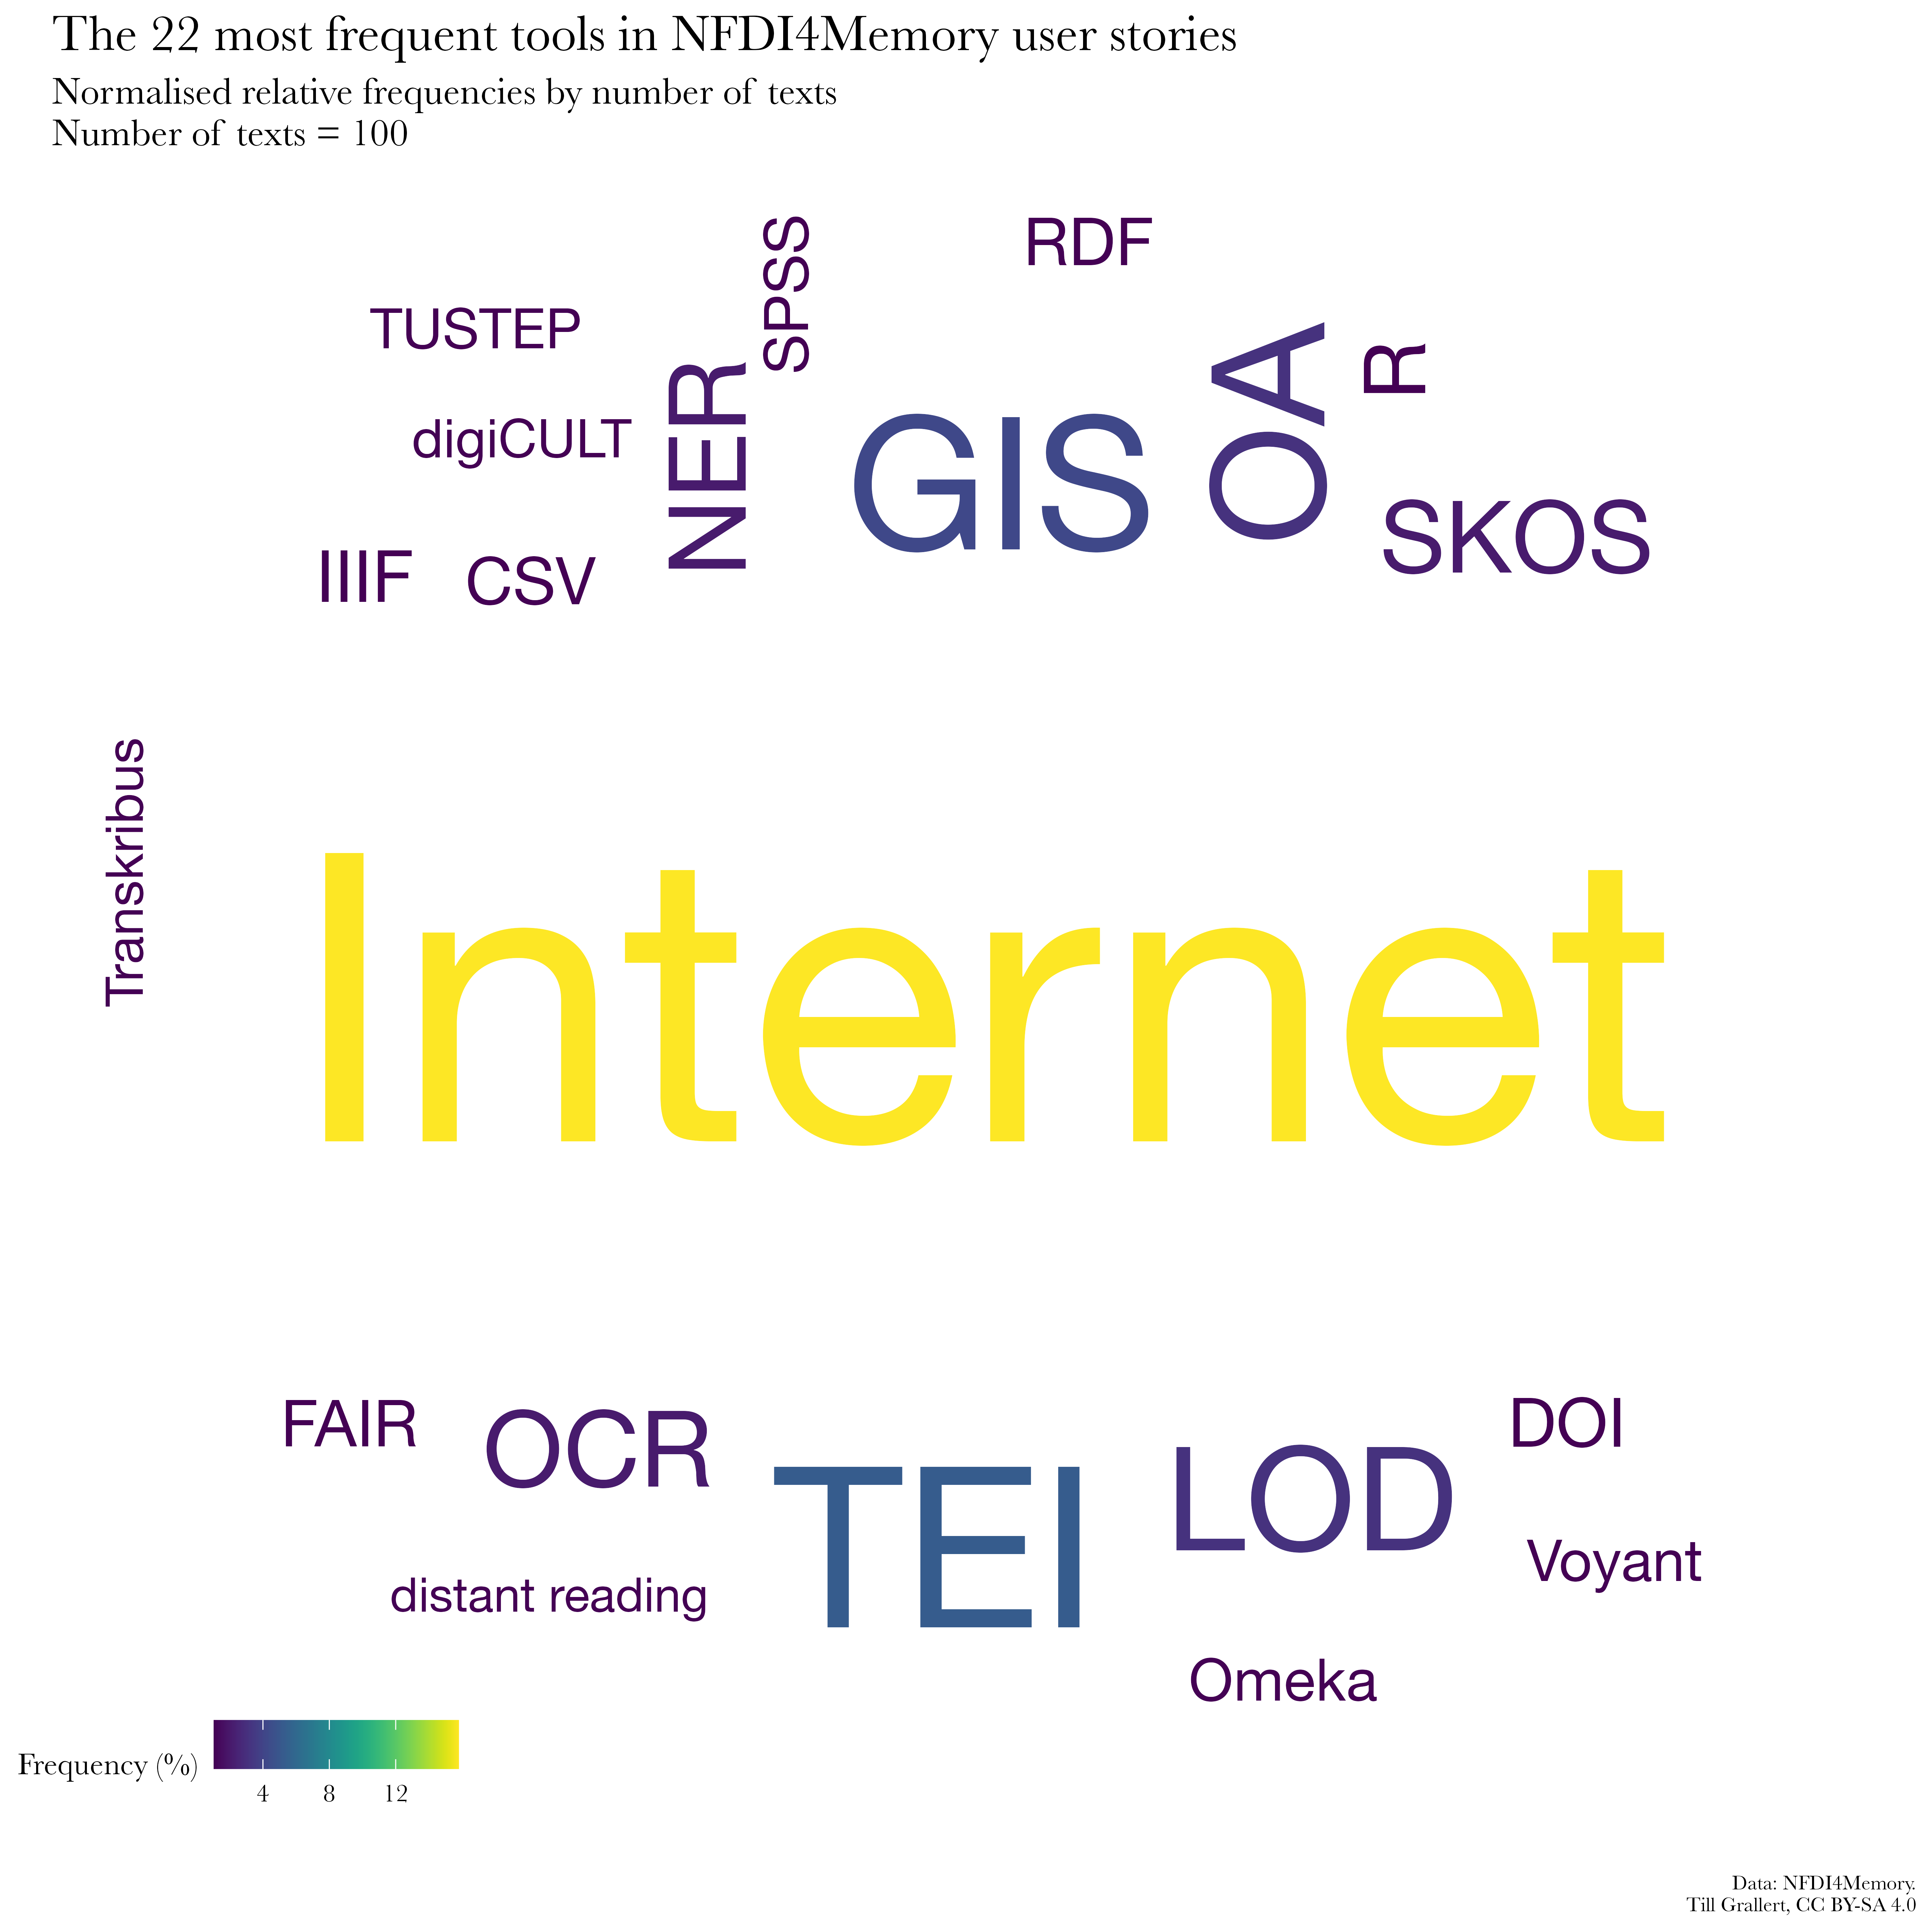 The 22 most frequent tools in NFDI4Memory user stories
Normalised relative frequencies by number of texts
Number of texts = 100
RDF
SPSS
TUSTEP
R
OA
NER
GIS
digiCULT
SKOS
IIIF
CSV
Transkribus
Internet
FAIR
OCR
TEI
LOD
DOI
Voyant
distant reading
Omeka
Frequency (%)
4 8 12
Data: NFDI4Memory.
Till Grallert, CC BY-SA 4.0